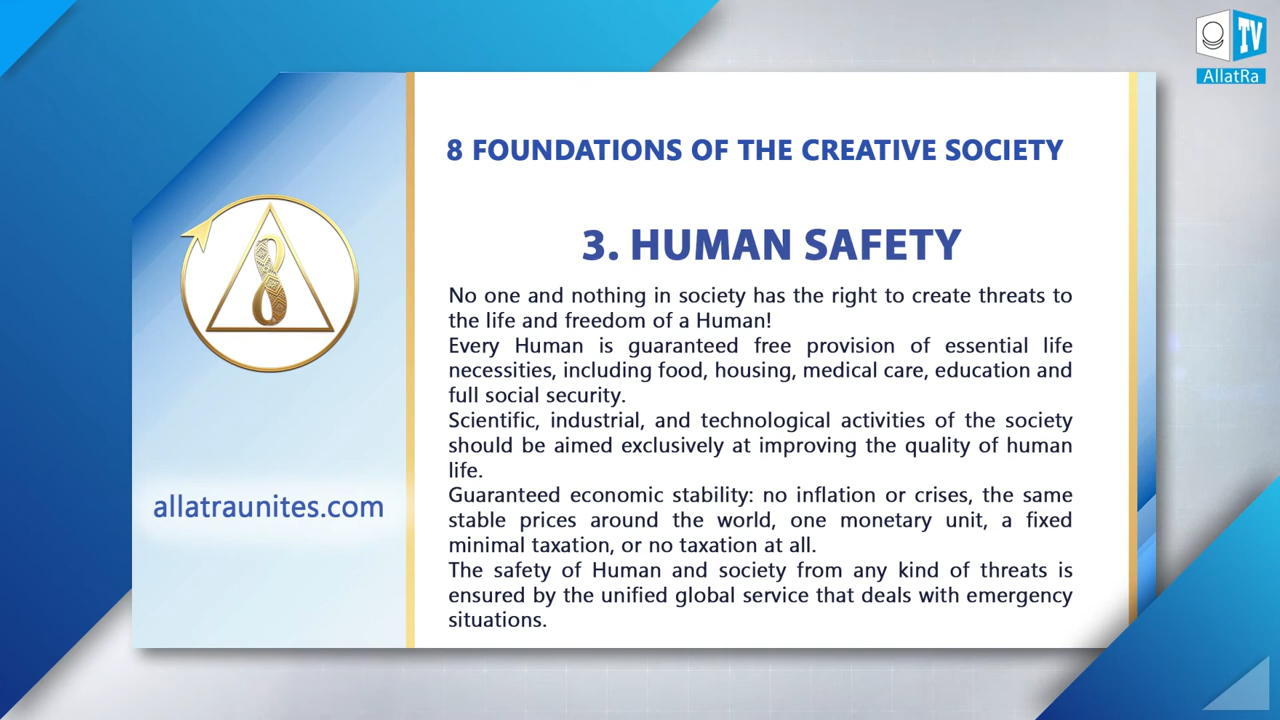 TV
AllatRa
8 FOUNDATIONS OF THE CREATIVE SOCIETY
3. HUMAN SAFETY
No one and nothing in society has the right to create threats to
the life and freedom of a Human!
Every Human is guaranteed free provision of essential life
necessities, including food, housing, medical care, education and
full social security.
Scientific, industrial, and technological activities of the society
should be aimed exclusively at improving the quality of human
life.
Guaranteed economic stability: no inflation or crises, the same
stable prices around the world, one monetary unit, a fixed
minimal taxation, or no taxation at all.
The safety of Human and society from any kind of threats is
ensured by the unified global service that deals with emergency
situations.
allatraunites.com